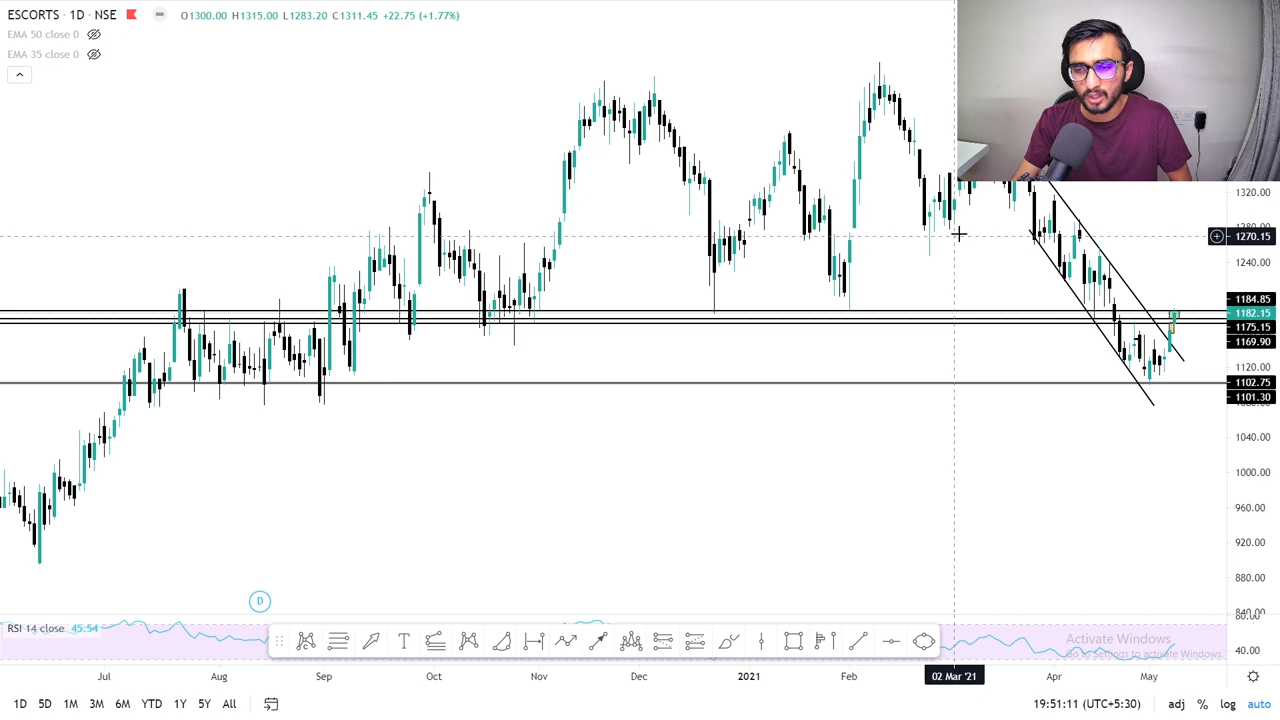 ESCORTS · 1D · NSE O1300.00 H1315.00 L1283.20 C1311.45 +22.75 (+1.77%)
EMA 50 close 0
EMA 35 close 0
1320.00
1270.15
1240.00
1184.85
1182.15
1175.15
1169.90
1120.00
1102.75
1101.30
1040.00
1000.00
960.00
920.00
880.00
840.00
D
RSI 14 close 45.54
T
60.00
40.00
Activate Windows
Go to Settings to activate Windows.
Jul Aug Sep Oct Nov Dec 2021 Feb 02 Mar '21 Apr May
1D 5D 1M 3M 6M YTD 1Y 5Y All 19:51:11 (UTC+5:30) adj % log auto